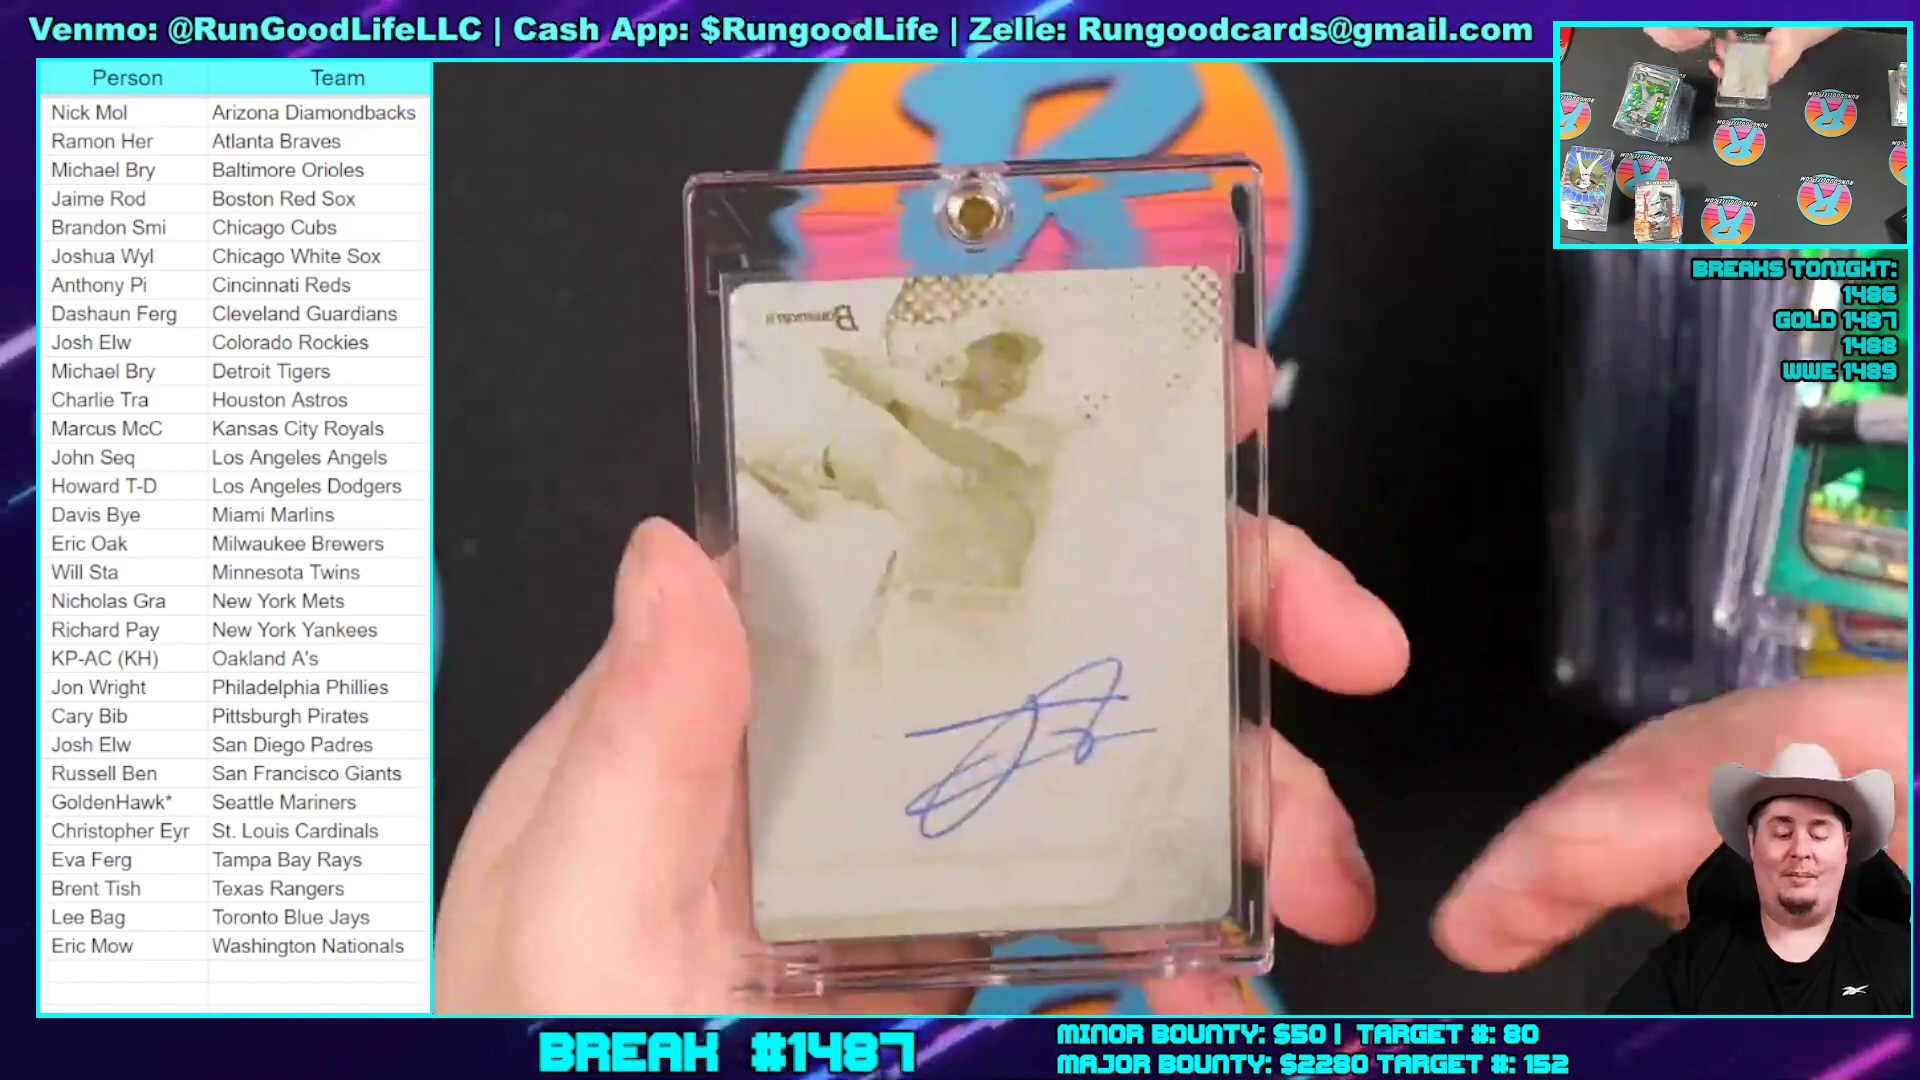 Venmo: @RunGoodLifeLLC | Cash App: $RungoodLife | Zelle: Rungoodcards@gmail.com
Person Team
Nick Mol Arizona Diamondbacks
Ramon Her Atlanta Braves
Michael Bry Baltimore Orioles
Jaime Rod Boston Red Sox
Brandon Smi Chicago Cubs
Joshua Wyl Chicago White Sox
Anthony Pi Cincinnati Reds
Dashaun Ferg Cleveland Guardians
Josh Elw Colorado Rockies
Michael Bry Detroit Tigers
Charlie Tra Houston Astros
Marcus McC Kansas City Royals
John Seq Los Angeles Angels
Howard T-D Los Angeles Dodgers
Davis Bye Miami Marlins
Eric Oak Milwaukee Brewers
Will Sta Minnesota Twins
Nicholas Gra New York Mets
Richard Pay New York Yankees
KP-AC (KH) Oakland A's
Jon Wright Philadelphia Phillies
Cary Bib Pittsburgh Pirates
Josh Elw San Diego Padres
Russell Ben San Francisco Giants
GoldenHawk* Seattle Mariners
Christopher Eyr St. Louis Cardinals
Eva Ferg Tampa Bay Rays
Brent Tish Texas Rangers
Lee Bag Toronto Blue Jays
Eric Mow Washington Nationals
BREAKS TONIGHT:
1486
GOLD 1487
1488
WWE 1489
BREAK #1487
MINOR BOUNTY: $50 | TARGET #: 80
MAJOR BOUNTY: $2280 TARGET #: 152